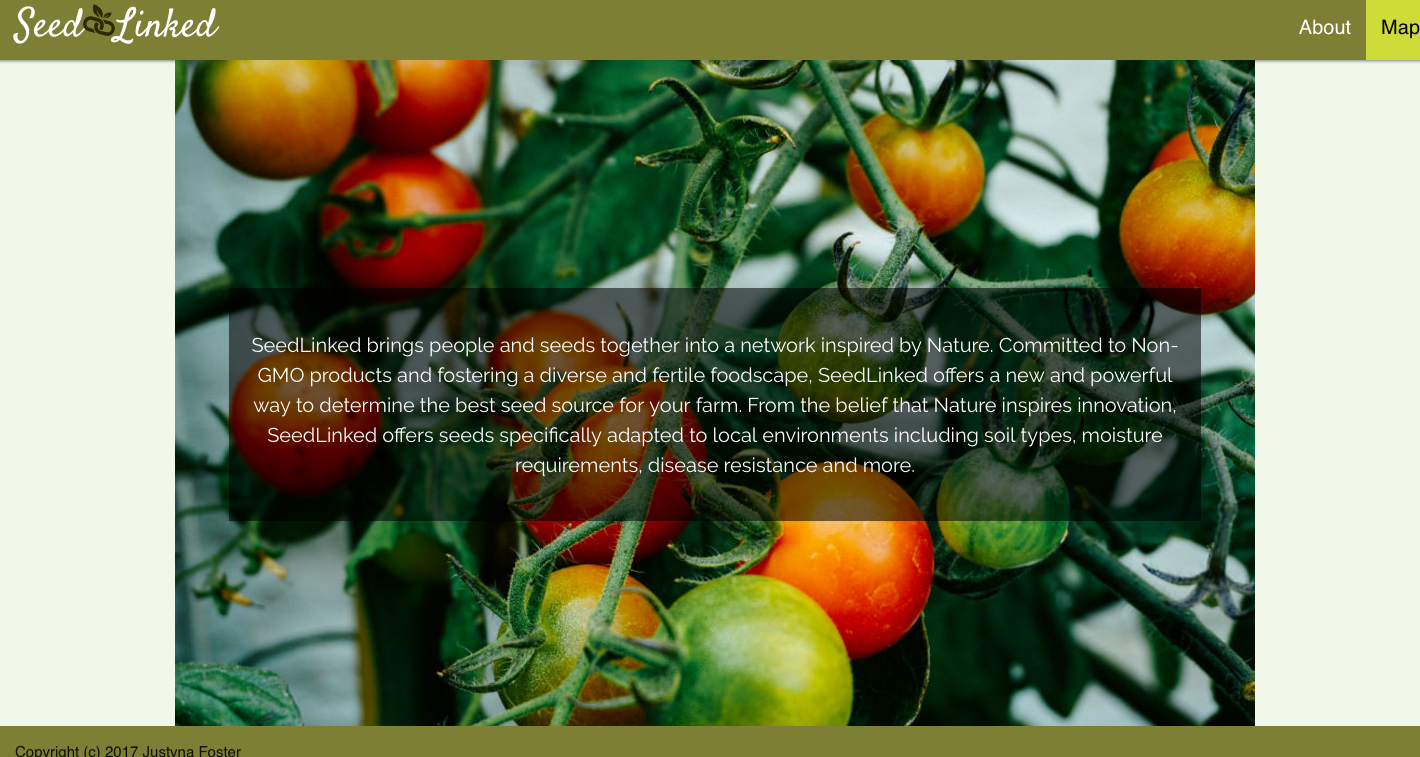 Seed Linked
About Map
SeedLinked brings people and seeds together into a network inspired by Nature. Committed to Non-
GMO products and fostering a diverse and fertile foodscape, SeedLinked offers a new and powerful
way to determine the best seed source for your farm. From the belief that Nature inspires innovation,
SeedLinked offers seeds specifically adapted to local environments including soil types, moisture
requirements, disease resistance and more.
Copyright (c) 2017 Justyna Foster